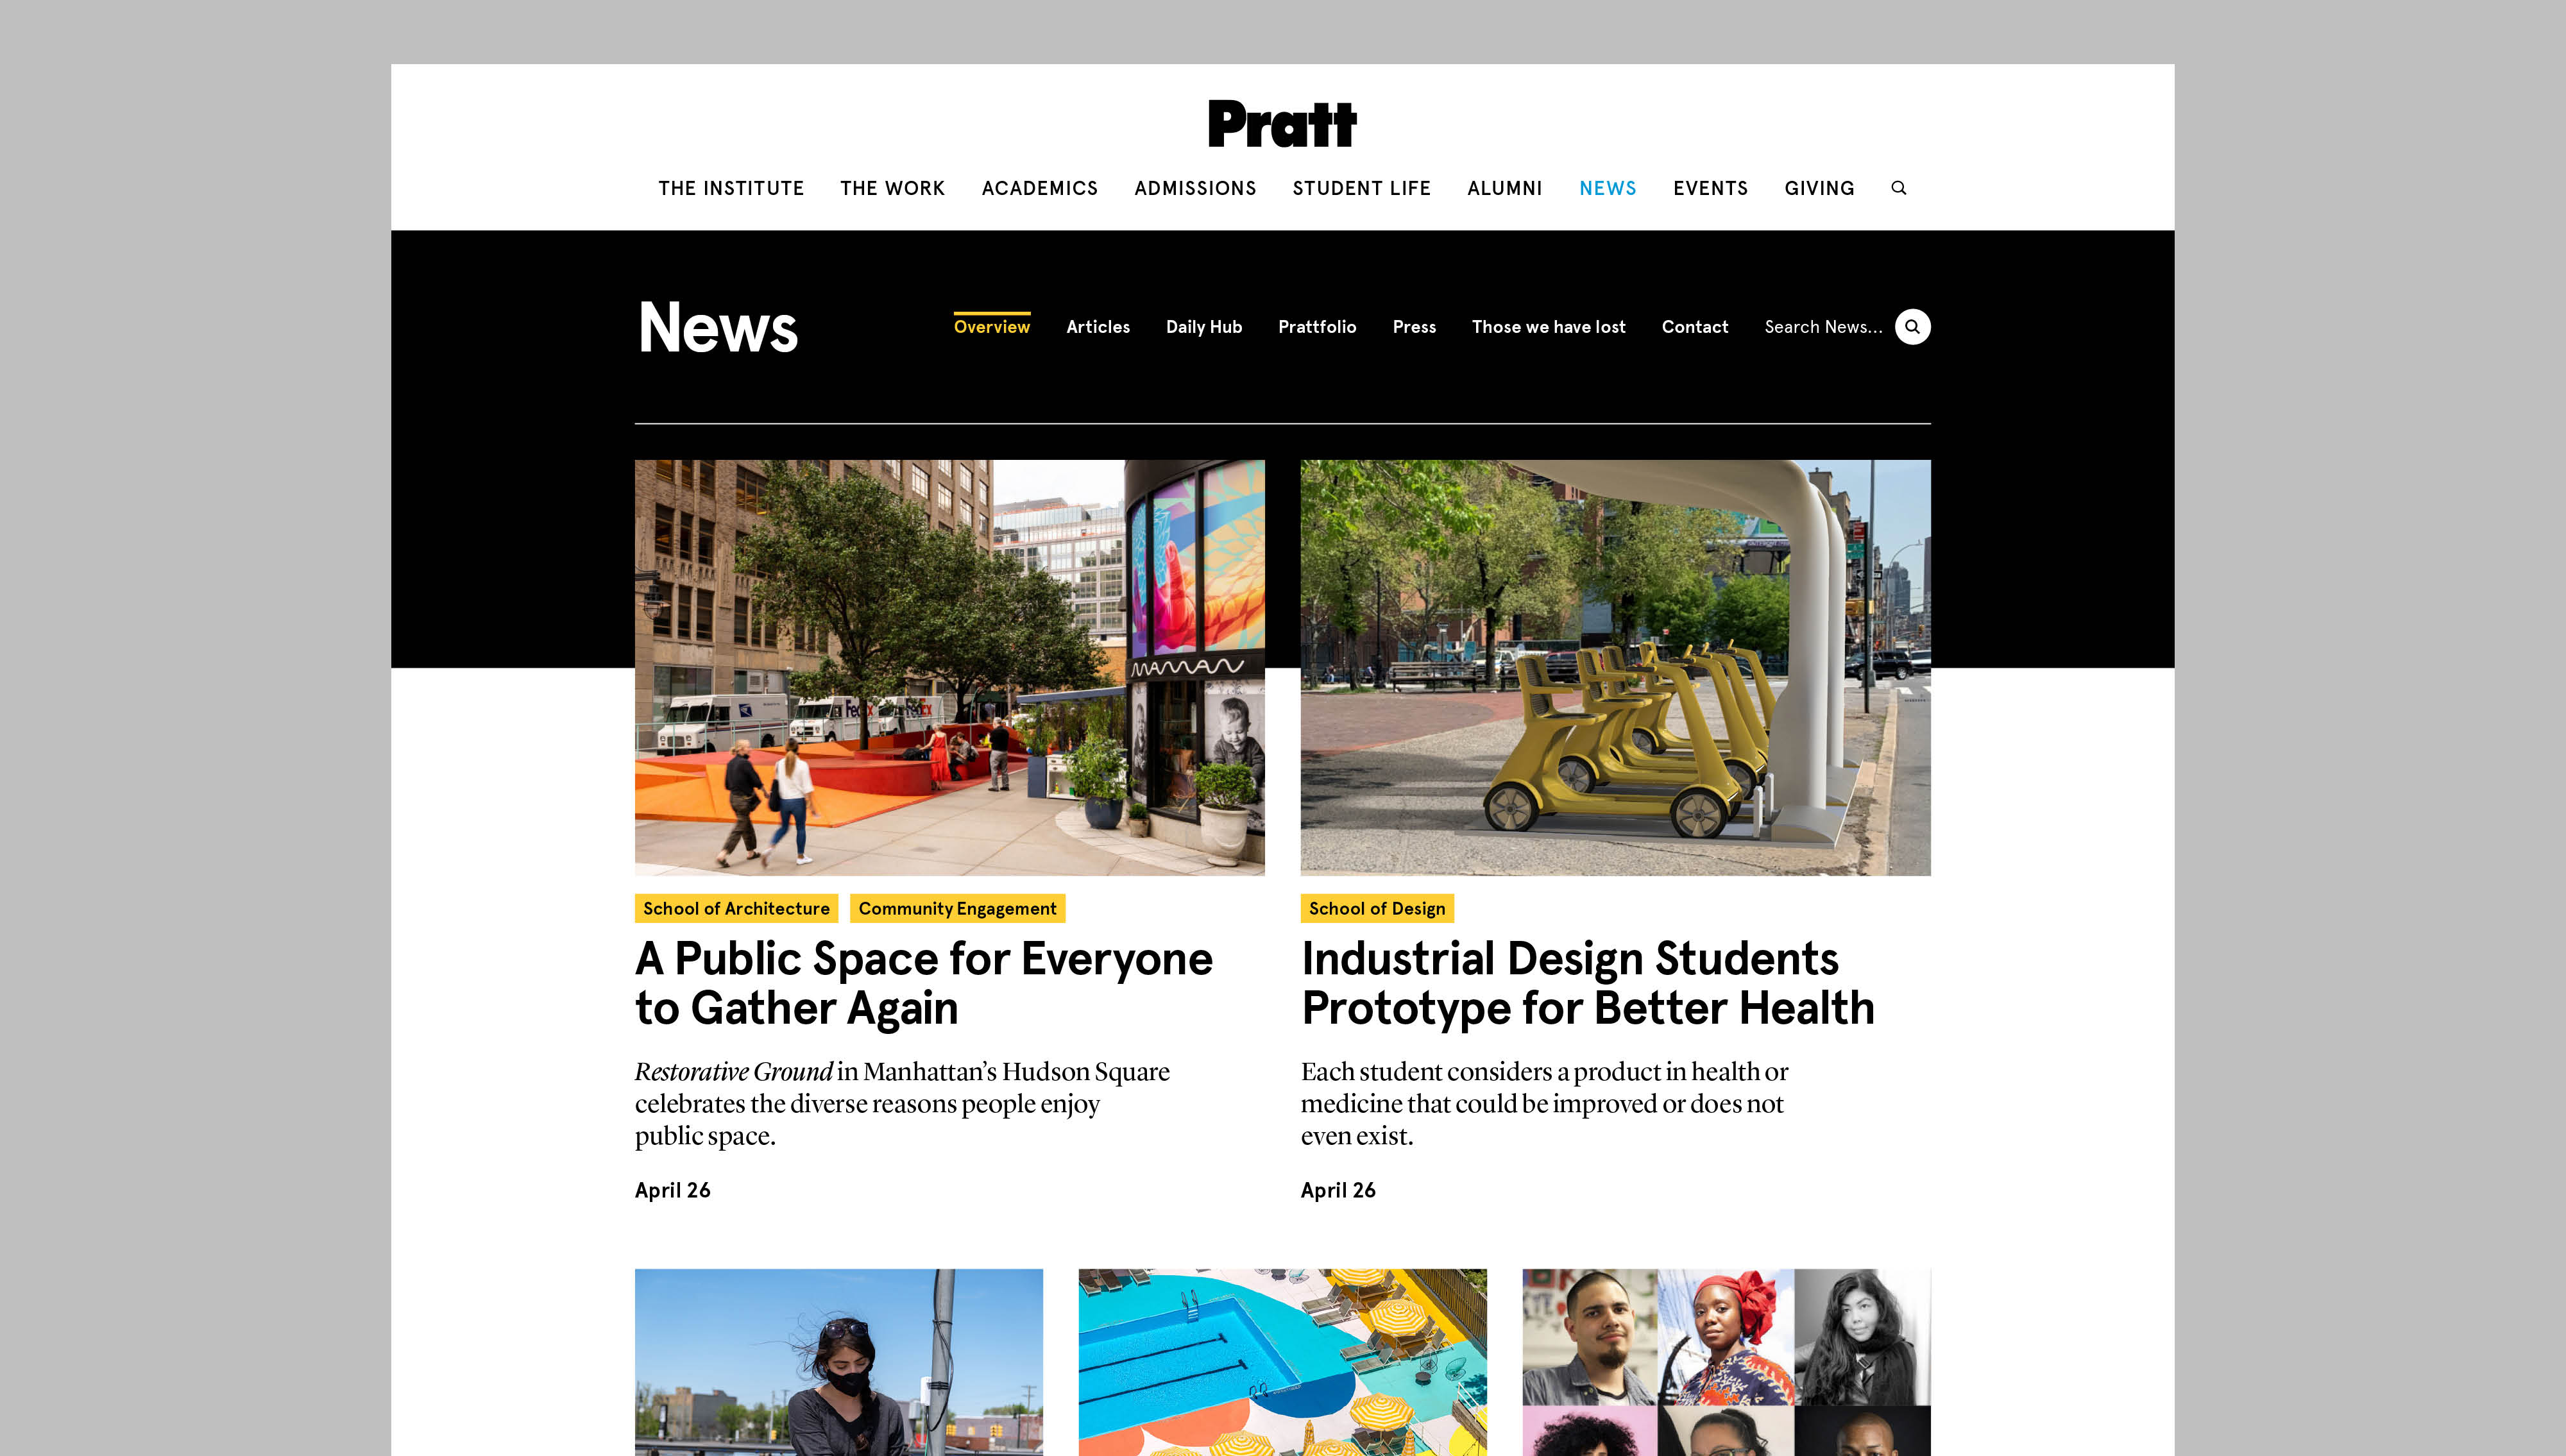 Pratt
THE INSTITUTE THE WORK ACADEMICS ADMISSIONS STUDENT LIFE ALUMNI NEWS EVENTS GIVING
News
Overview Articles Daily Hub Prattfolio Press Those we have lost Contact Search News...
MAMAN
FedEx FedEx
School of Architecture Community Engagement
A Public Space for Everyone
to Gather Again
Restorative Ground in Manhattan’s Hudson Square
celebrates the diverse reasons people enjoy
public space.
April 26
School of Design
Industrial Design Students
Prototype for Better Health
Each student considers a product in health or
medicine that could be improved or does not
even exist.
April 26